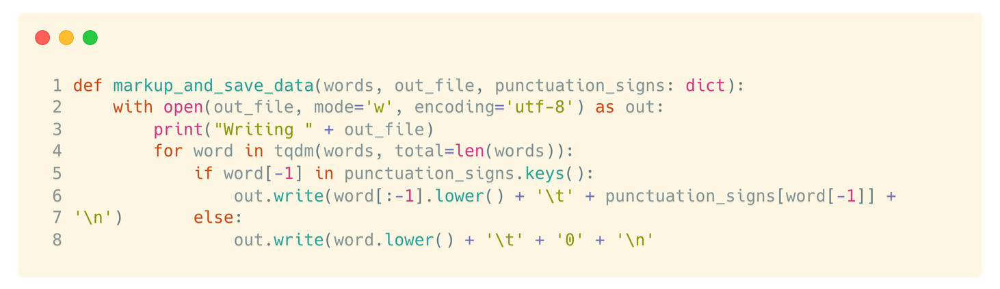 1 def markup_and_save_data(words, out_file, punctuation_signs: dict):
2     with open(out_file, mode='w', encoding='utf-8') as out:
3         print("Writing " + out_file)
4         for word in tqdm(words, total=len(words)):
5             if word[-1] in punctuation_signs.keys():
6                 out.write(word[:-1].lower() + '\t' + punctuation_signs[word[-1]] +
7 '\n')       else:
8                 out.write(word.lower() + '\t' + '0' + '\n'